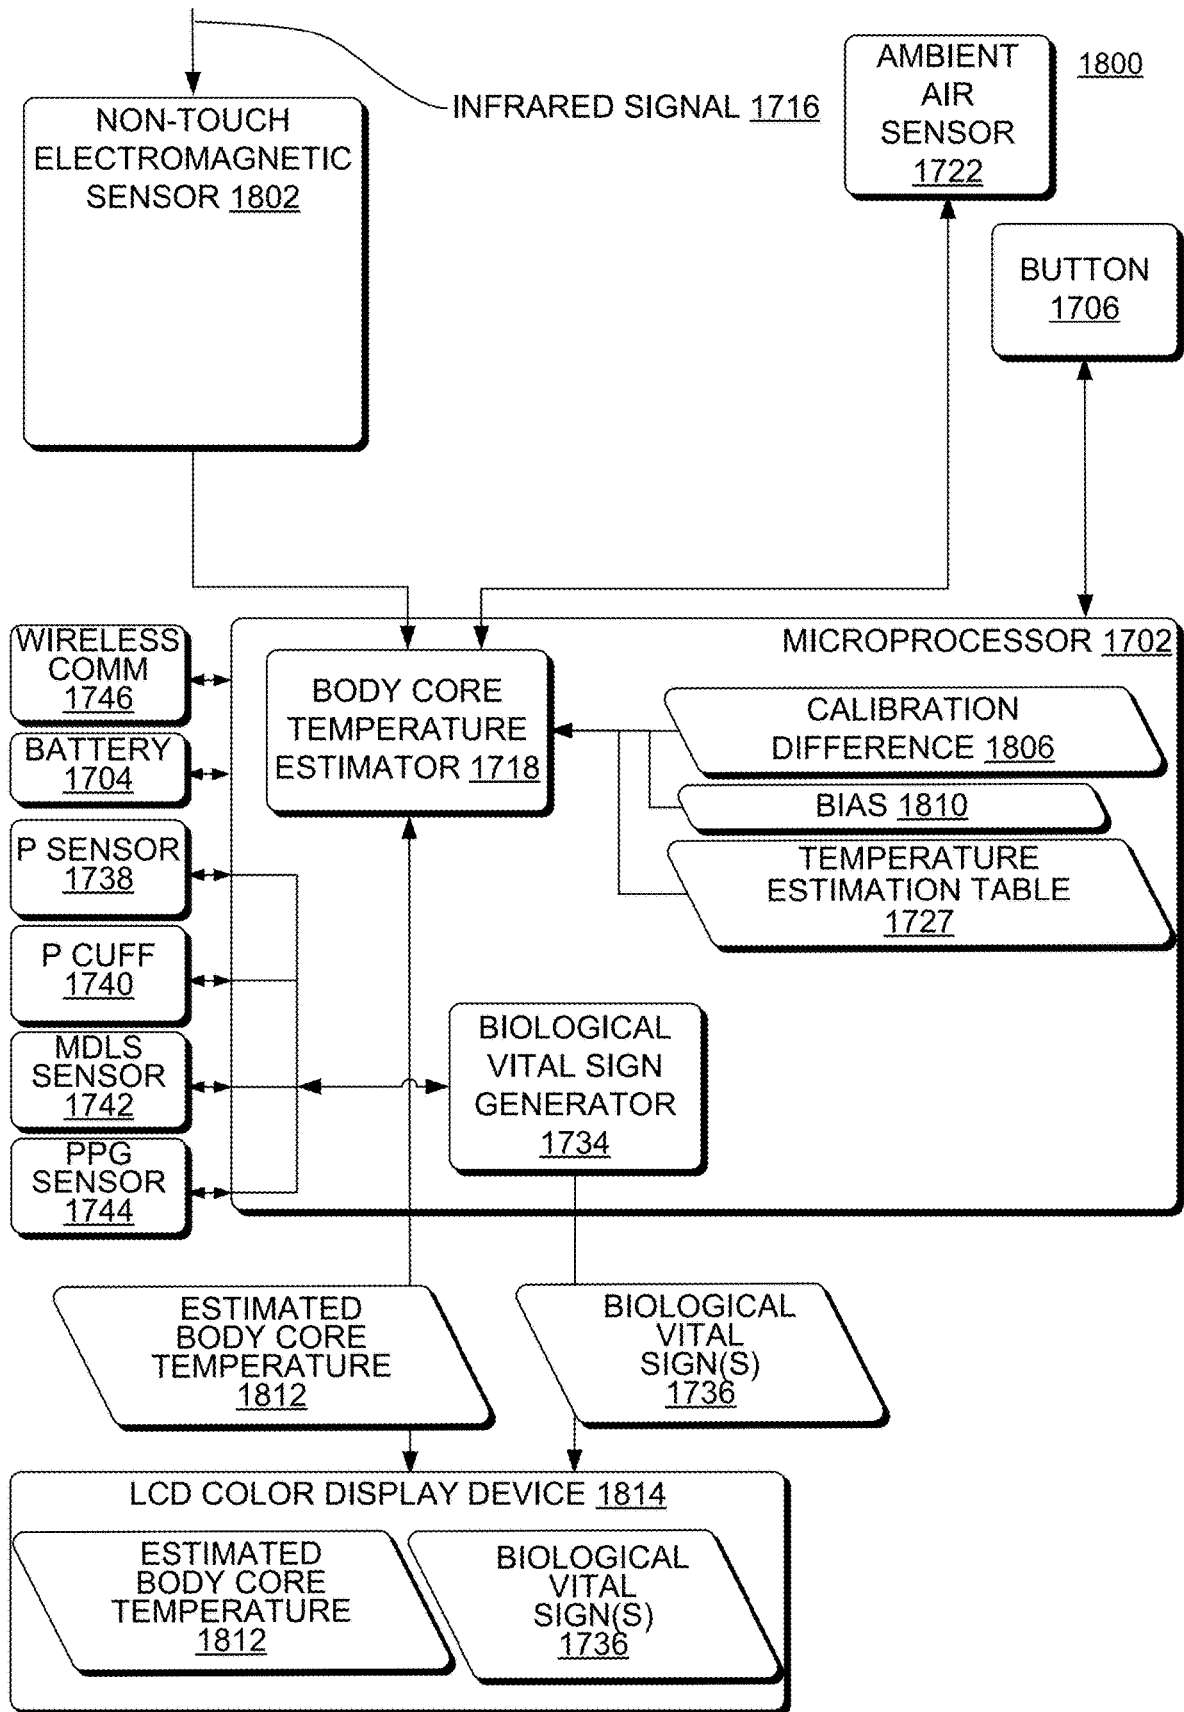 NON-TOUCH
ELECTROMAGNETIC
SENSOR 1802
INFRARED SIGNAL 1716
AMBIENT
AIR
SENSOR
1722
1800
BUTTON
1706
WIRELESS
COMM
1746
BATTERY
1704
P SENSOR
1738
P CUFF
1740
MDLS
SENSOR
1742
PPG
SENSOR
1744
MICROPROCESSOR 1702
BODY CORE
TEMPERATURE
ESTIMATOR 1718
CALIBRATION
DIFFERENCE 1806
BIAS 1810
TEMPERATURE
ESTIMATION TABLE
1727
BIOLOGICAL
VITAL SIGN
GENERATOR
1734
ESTIMATED
BODY CORE
TEMPERATURE
1812
BIOLOGICAL
VITAL
SIGN(S)
1736
LCD COLOR DISPLAY DEVICE 1814
ESTIMATED
BODY CORE
TEMPERATURE
1812
BIOLOGICAL
VITAL
SIGN(S)
1736